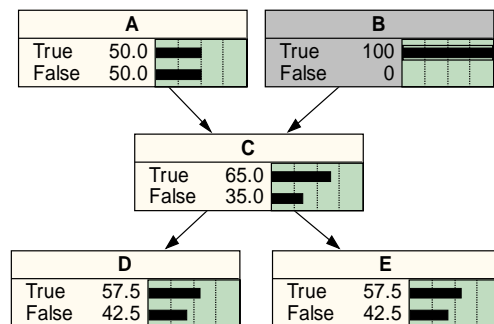 A
True 50.0
False 50.0
B
True 100
False 0
C
True 65.0
False 35.0
D
True 57.5
False 42.5
E
True 57.5
False 42.5